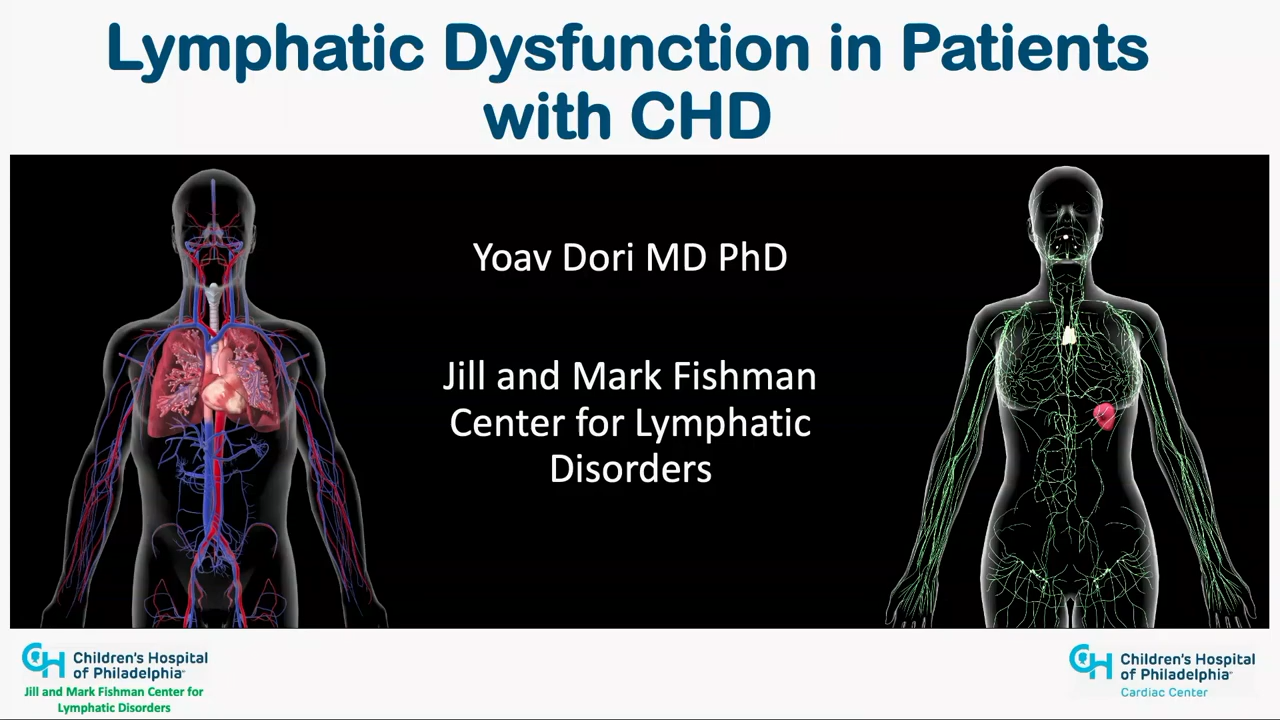 Lymphatic Dysfunction in Patients
with CHD
Yoav Dori MD PhD
Jill and Mark Fishman
Center for Lymphatic
Disorders
Children's Hospital
of Philadelphia
Jill and Mark Fishman Center for
Lymphatic Disorders
Children's Hospital
of Philadelphia
Cardiac Center